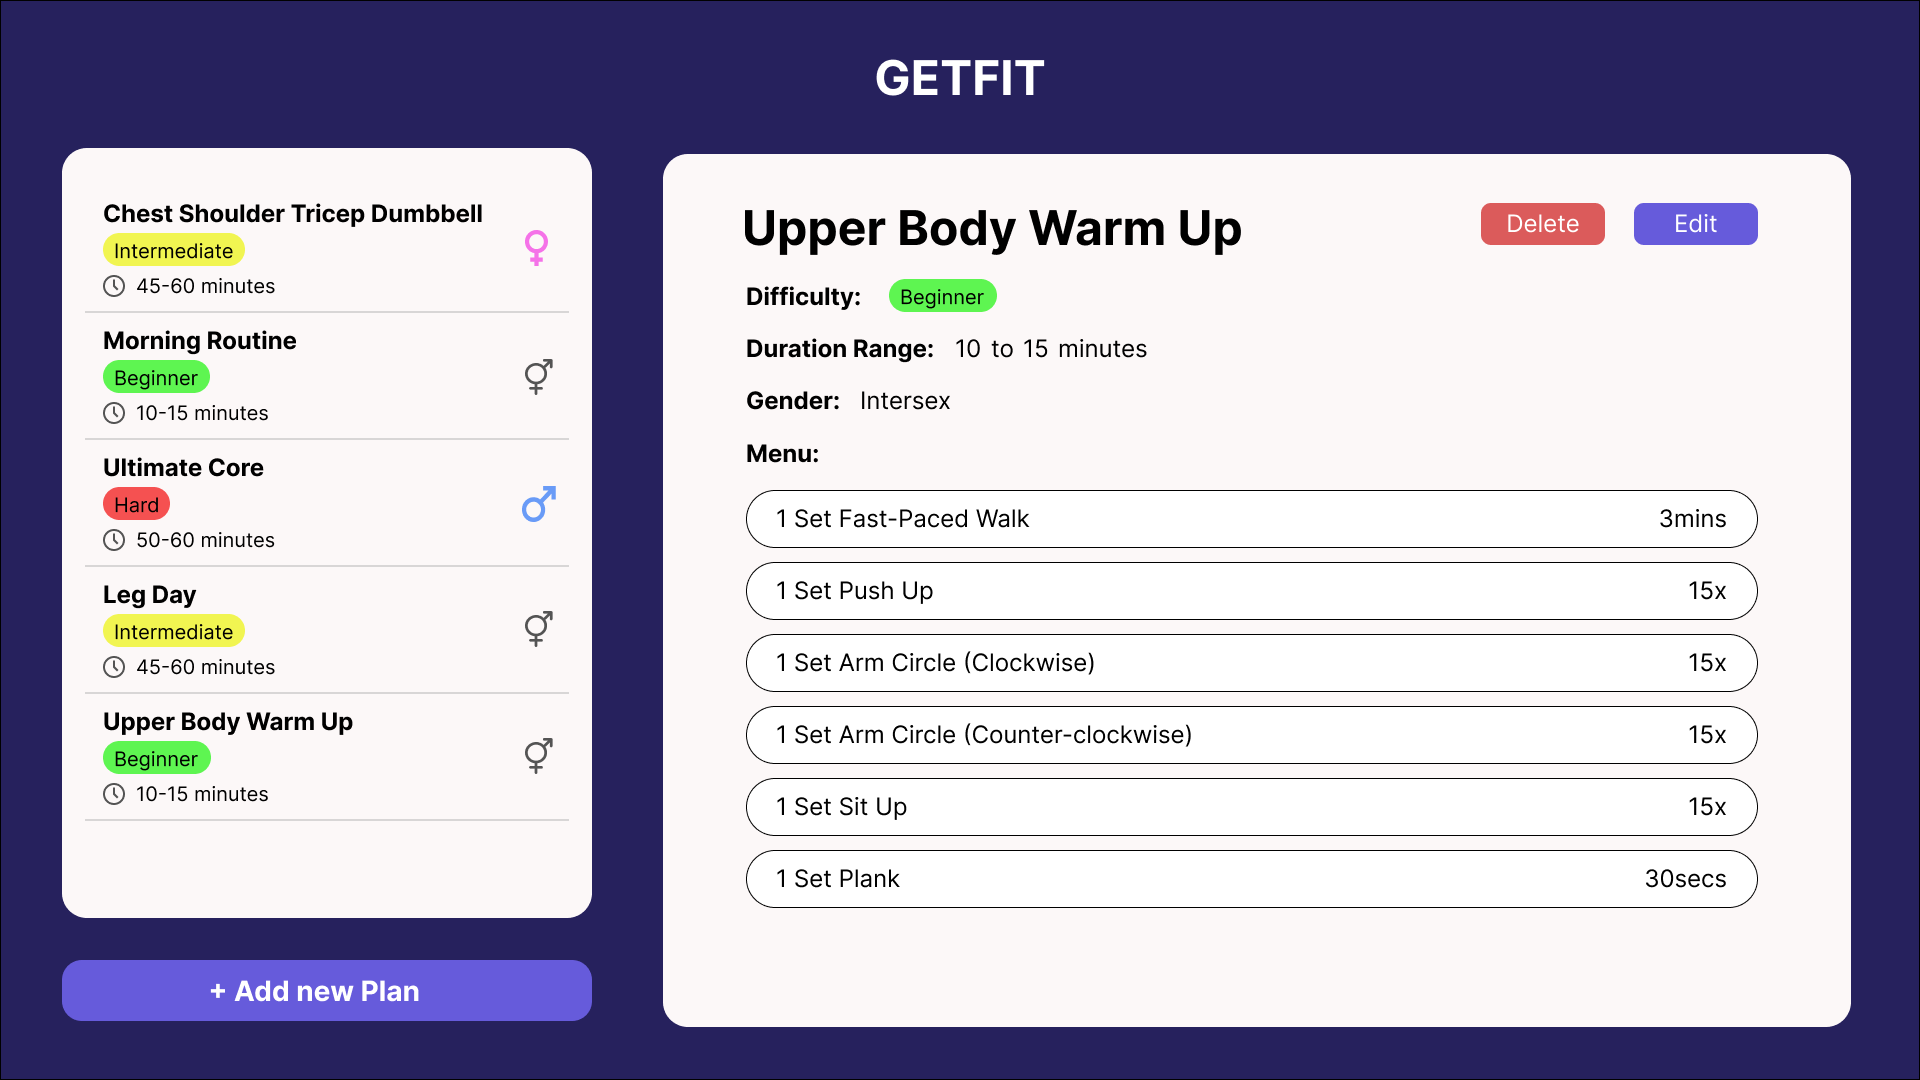 GETFIT
Chest Shoulder Tricep Dumbbell
Intermediate
45-60 minutes
Morning Routine
Beginner
10-15 minutes
Ultimate Core
Hard
50-60 minutes
Leg Day
Intermediate
45-60 minutes
Upper Body Warm Up
Beginner
10-15 minutes
+ Add new Plan
Upper Body Warm Up
Delete
Edit
Difficulty: Beginner
Duration Range: 10 to 15 minutes
Gender: Intersex
Menu:
1 Set Fast-Paced Walk 3mins
1 Set Push Up 15x
1 Set Arm Circle (Clockwise) 15x
1 Set Arm Circle (Counter-clockwise) 15x
1 Set Sit Up 15x
1 Set Plank 30secs